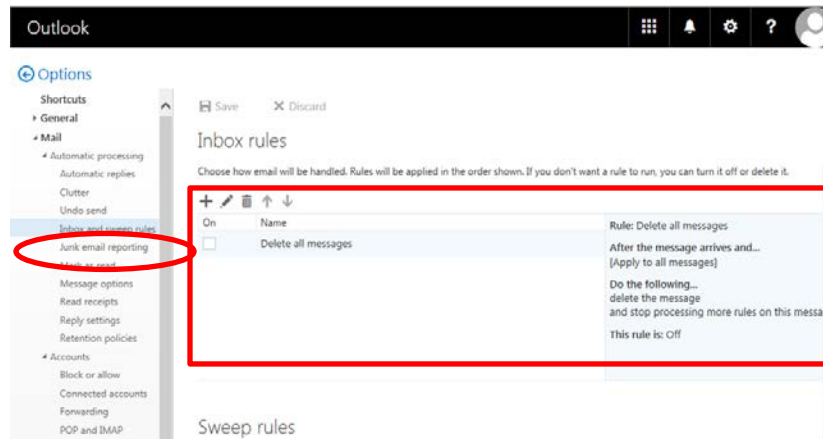 Outlook
?
Options
Shortcuts
General
Mail
Automatic processing
Automatic replies
Clutter
Undo send
Inbox and sweep rules
Junk email reporting
Mark as read
Message options
Read receipts
Reply settings
Retention policies
Accounts
Block or allow
Connected accounts
Forwarding
POP and IMAP
Save Discard
Inbox rules
Choose how email will be handled. Rules will be applied in the order shown. If you don't want a rule to run, you can turn it off or delete it.
On Name
Delete all messages
Rule: Delete all messages
After the message arrives and...
[Apply to all messages]
Do the following...
delete the message
and stop processing more rules on this messa
This rule is: Off
Sweep rules